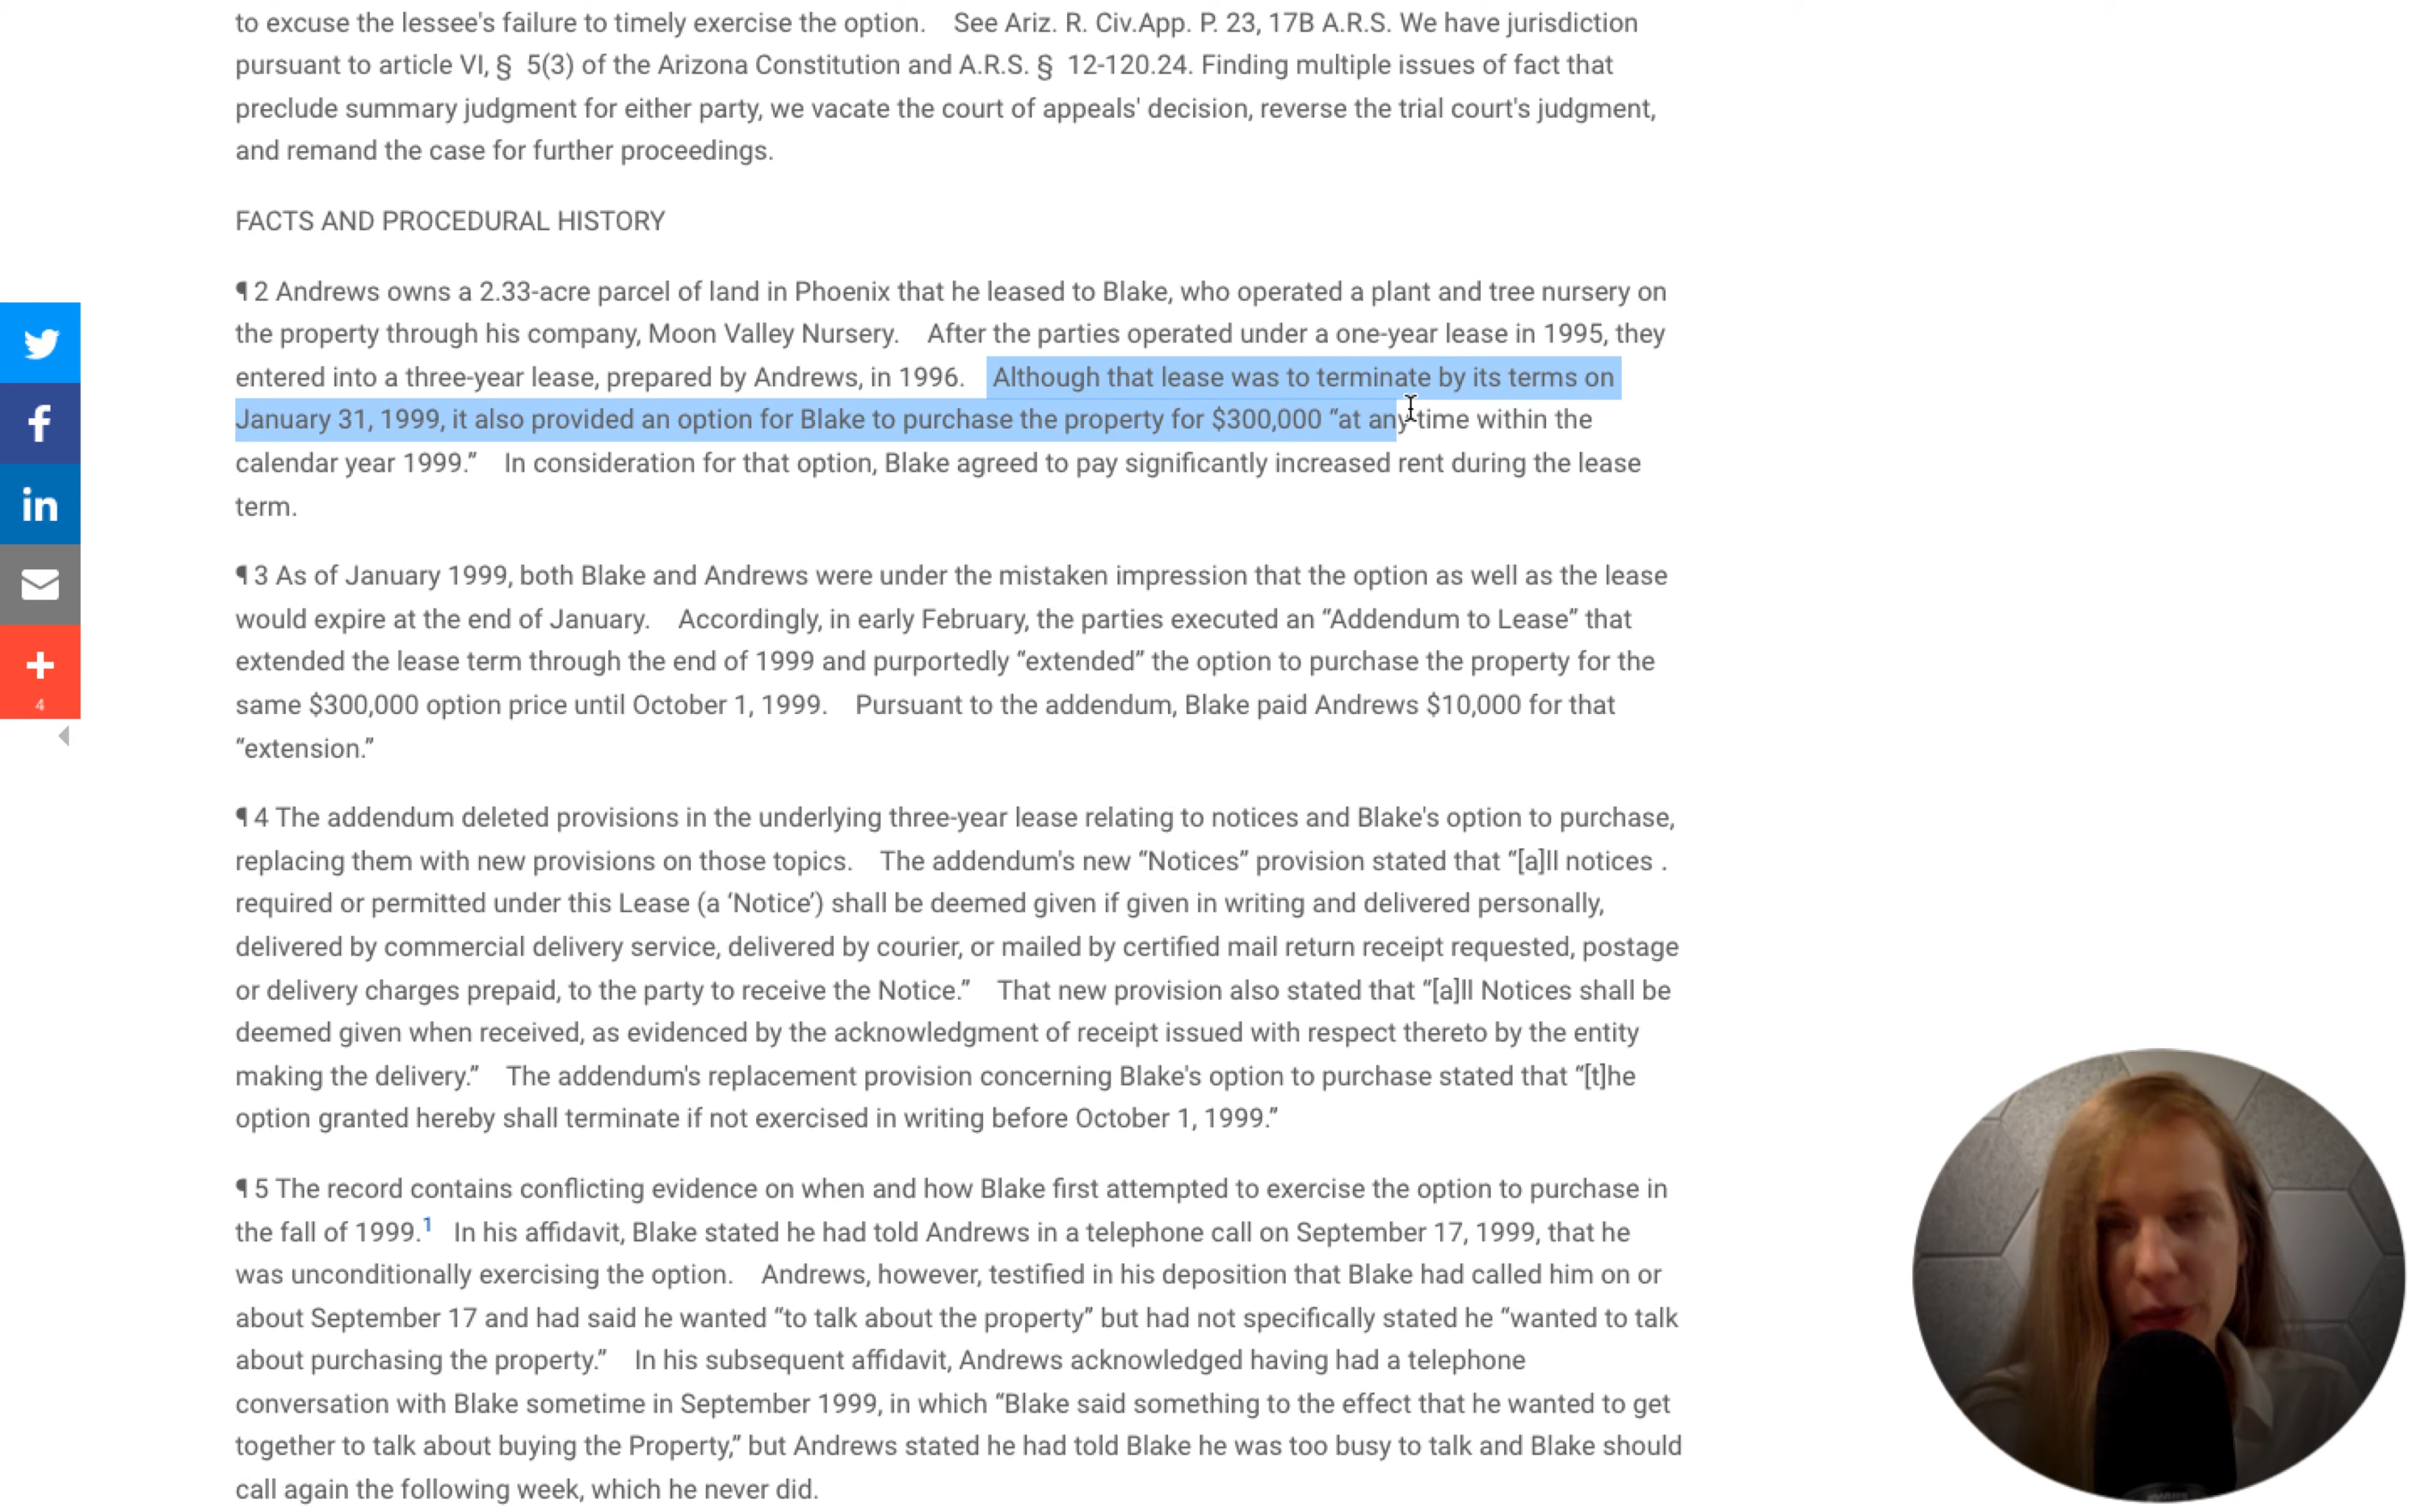 to excuse the lessee's failure to timely exercise the option. See Ariz. R. Civ.App. P. 23, 17B A.R.S. We have jurisdiction
pursuant to article VI, § 5(3) of the Arizona Constitution and A.R.S. § 12-120.24. Finding multiple issues of fact that
preclude summary judgment for either party, we vacate the court of appeals' decision, reverse the trial court's judgment,
and remand the case for further proceedings.
FACTS AND PROCEDURAL HISTORY
¶ 2 Andrews owns a 2.33-acre parcel of land in Phoenix that he leased to Blake, who operated a plant and tree nursery on
the property through his company, Moon Valley Nursery. After the parties operated under a one-year lease in 1995, they
entered into a three-year lease, prepared by Andrews, in 1996. Although that lease was to terminate by its terms on
January 31, 1999, it also provided an option for Blake to purchase the property for $300,000 “at any time within the
calendar year 1999.” In consideration for that option, Blake agreed to pay significantly increased rent during the lease
term.
¶ 3 As of January 1999, both Blake and Andrews were under the mistaken impression that the option as well as the lease
would expire at the end of January. Accordingly, in early February, the parties executed an “Addendum to Lease” that
extended the lease term through the end of 1999 and purportedly “extended” the option to purchase the property for the
same $300,000 option price until October 1, 1999. Pursuant to the addendum, Blake paid Andrews $10,000 for that
“extension.”
¶ 4 The addendum deleted provisions in the underlying three-year lease relating to notices and Blake's option to purchase,
replacing them with new provisions on those topics. The addendum's new “Notices” provision stated that “[a]ll notices .
required or permitted under this Lease (a ‘Notice’) shall be deemed given if given in writing and delivered personally,
delivered by commercial delivery service, delivered by courier, or mailed by certified mail return receipt requested, postage
or delivery charges prepaid, to the party to receive the Notice.” That new provision also stated that “[a]ll Notices shall be
deemed given when received, as evidenced by the acknowledgment of receipt issued with respect thereto by the entity
making the delivery.” The addendum's replacement provision concerning Blake's option to purchase stated that “[t]he
option granted hereby shall terminate if not exercised in writing before October 1, 1999.”
¶ 5 The record contains conflicting evidence on when and how Blake first attempted to exercise the option to purchase in
the fall of 1999.1 In his affidavit, Blake stated he had told Andrews in a telephone call on September 17, 1999, that he
was unconditionally exercising the option. Andrews, however, testified in his deposition that Blake had called him on or
about September 17 and had said he wanted “to talk about the property” but had not specifically stated he “wanted to talk
about purchasing the property.” In his subsequent affidavit, Andrews acknowledged having had a telephone
conversation with Blake sometime in September 1999, in which “Blake said something to the effect that he wanted to get
together to talk about buying the Property,” but Andrews stated he had told Blake he was too busy to talk and Blake should
call again the following week, which he never did.
f
in
+
4